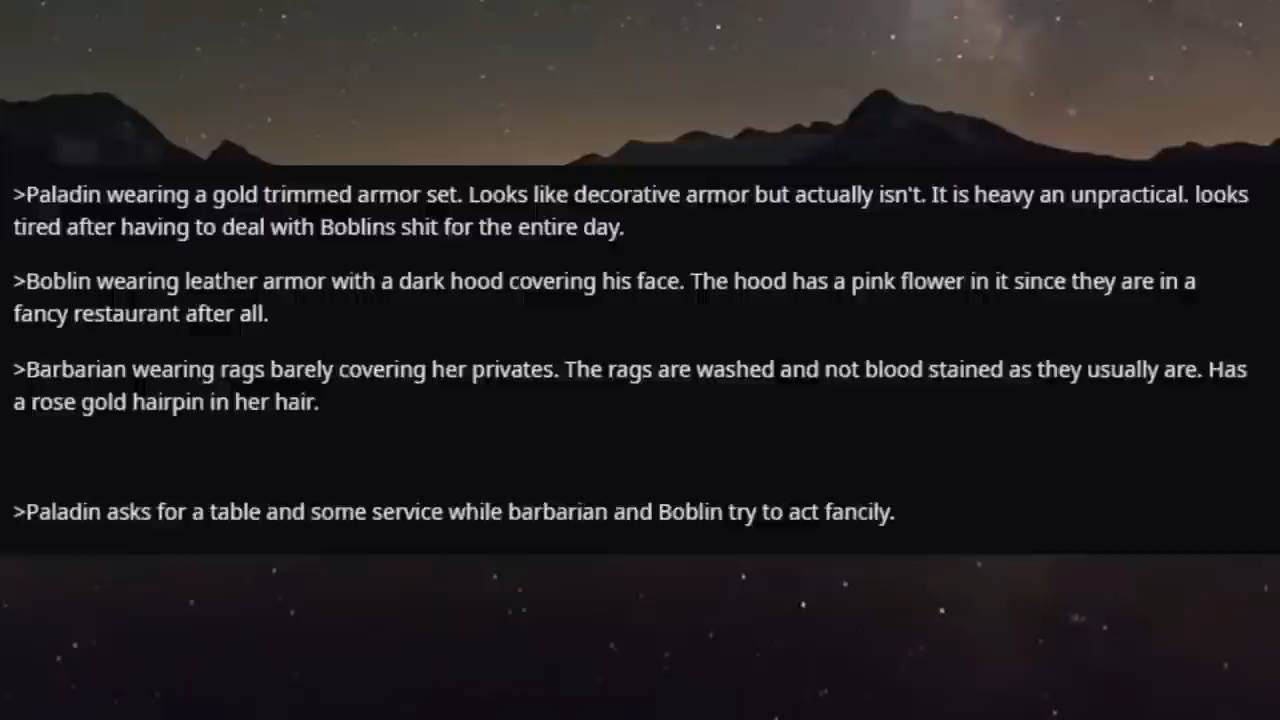 >Paladin wearing a gold trimmed armor set. Looks like decorative armor but actually isn't. It is heavy an unpractical. looks
tired after having to deal with Boblins shit for the entire day.
>Boblin wearing leather armor with a dark hood covering his face. The hood has a pink flower in it since they are in a
fancy restaurant after all.
>Barbarian wearing rags barely covering her privates. The rags are washed and not blood stained as they usually are. Has
a rose gold hairpin in her hair.
>Paladin asks for a table and some service while barbarian and Boblin try to act fancily.